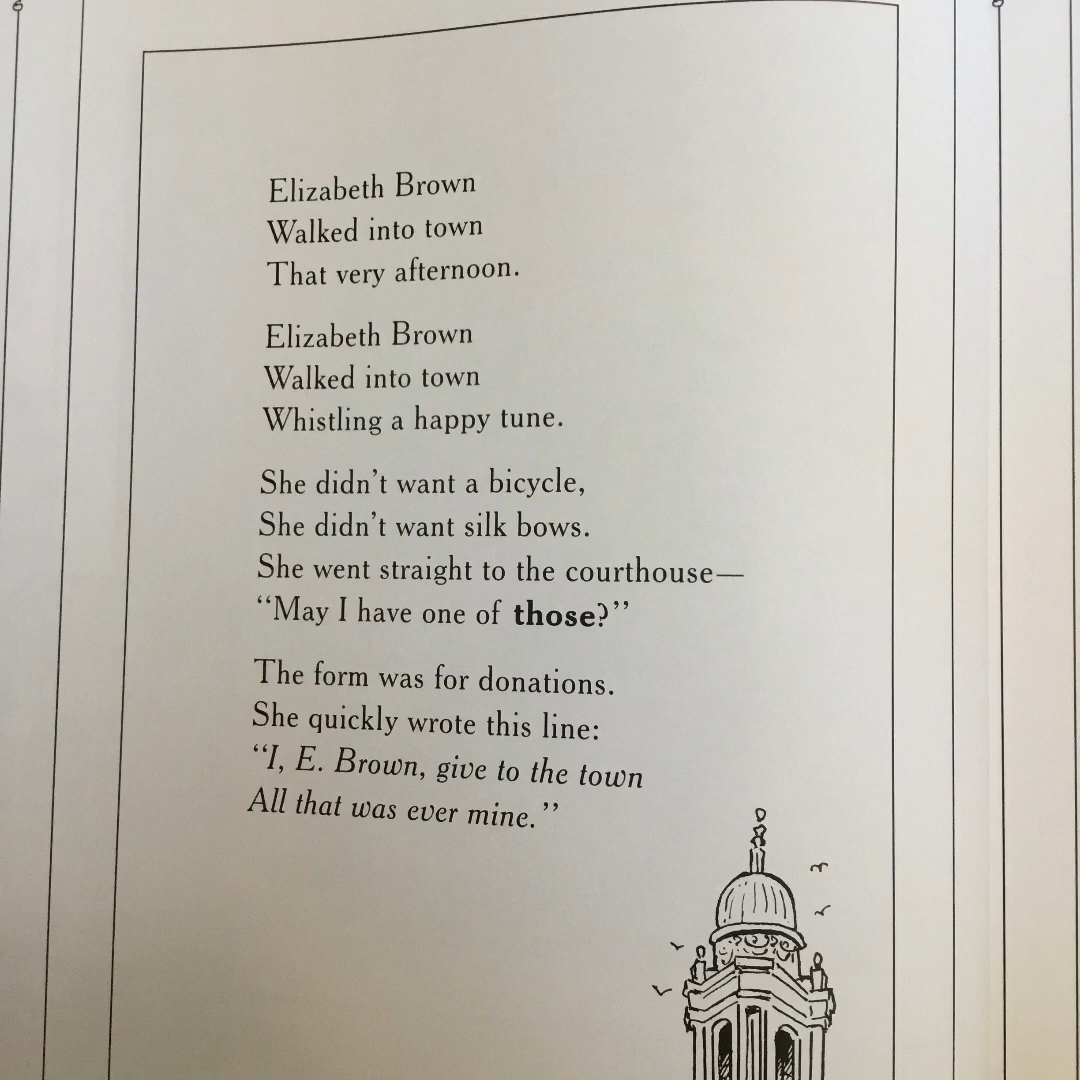 Elizabeth Brown
Walked into town
That very afternoon.
Elizabeth Brown
Walked into town
Whistling a happy tune.
She didn’t want a bicycle,
She didn’t want silk bows.
She went straight to the courthouse—
“May I have one of those?”
The form was for donations.
She quickly wrote this line:
“I, E. Brown, give to the town
All that was ever mine.”